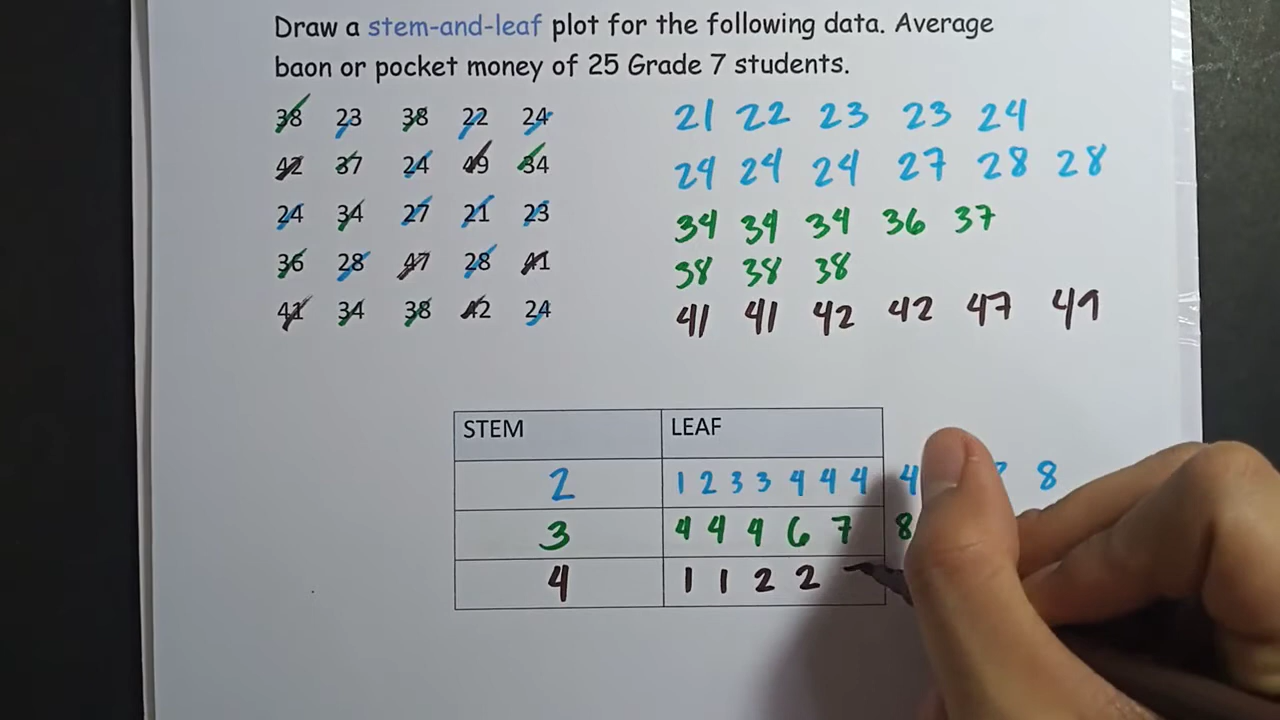 Draw a stem-and-leaf plot for the following data. Average
baon or pocket money of 25 Grade 7 students.
38 23 38 22 24
42 37 24 49 34
24 34 27 21 23
36 28 47 28 41
41 34 38 42 24
21 22 23 23 24
24 24 24 27 28 28
34 34 34 36 37
38 38 38
41 41 42 42 47 49
STEM LEAF
2 1 2 3 3 4 4 4 4 8
3 4 4 4 6 7 8
4 1 1 2 2